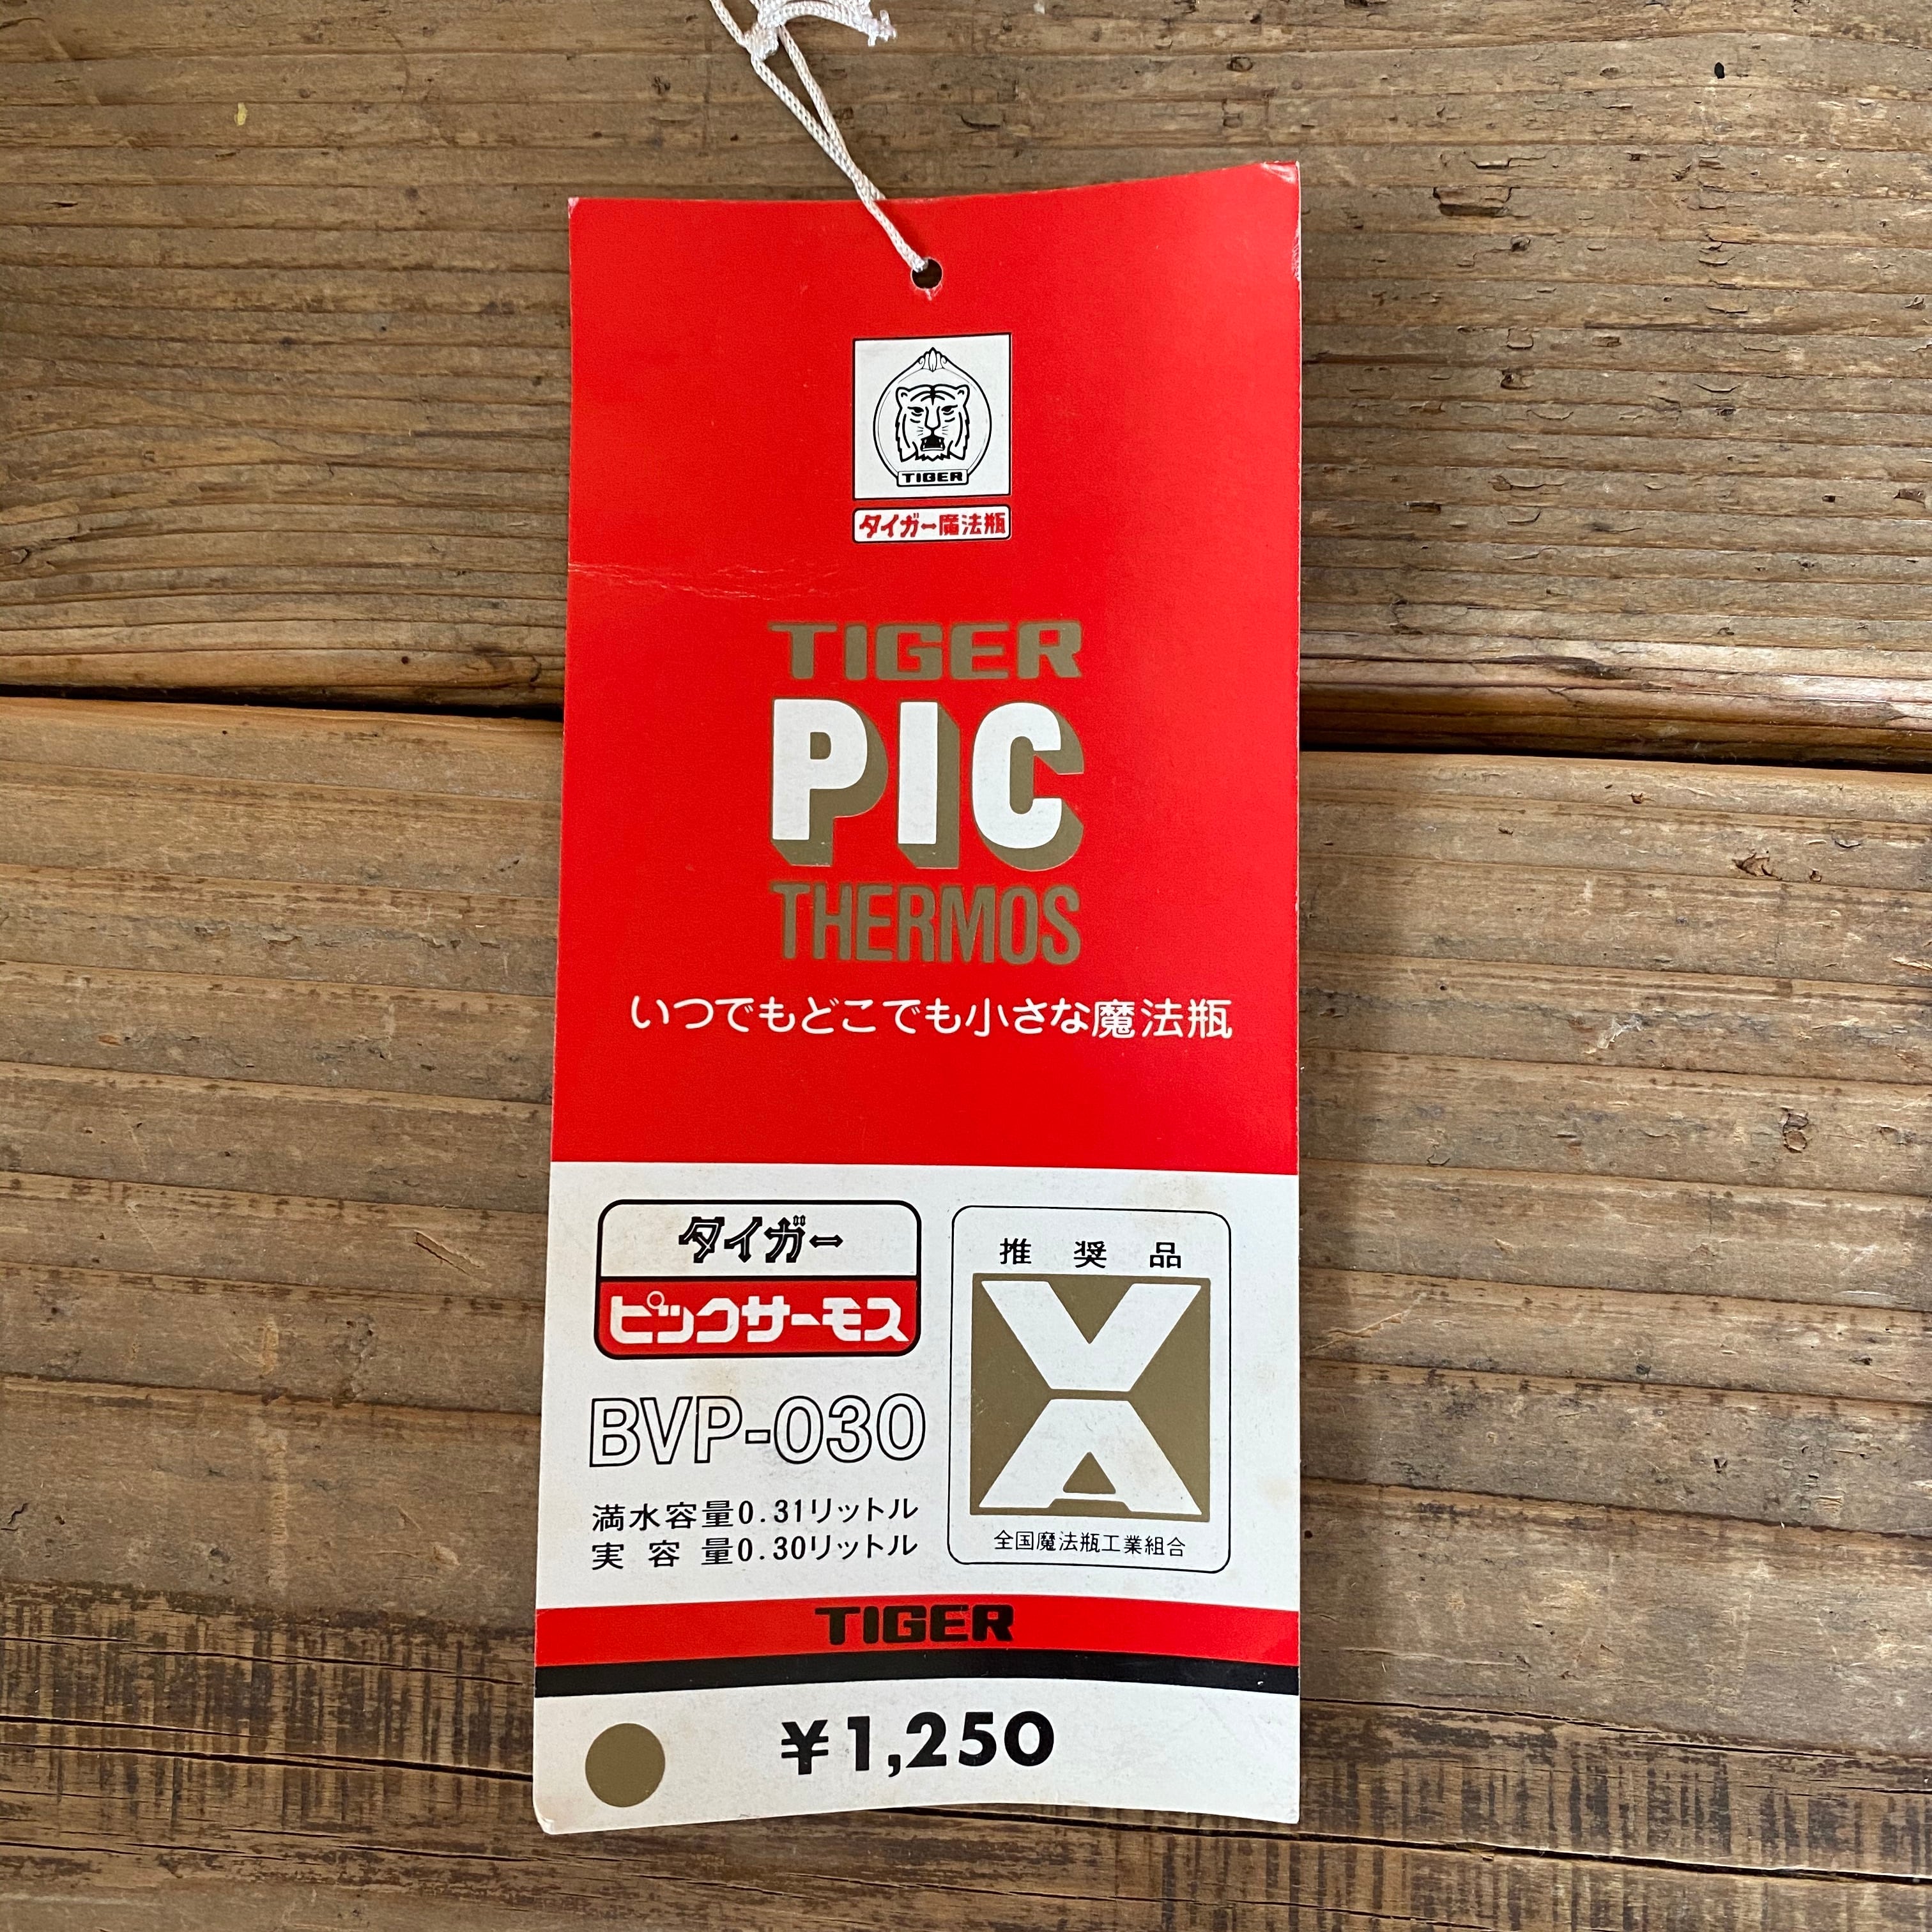 TIGER
タイガー魔法瓶
TIGER
PIC
THERMOS
いつでもどこでも小さな魔法瓶
タイガー
ピックサーモス
BVP-030
満水容量0.31リットル
実容量0.30リットル
推奨品
VA
全国魔法瓶工業組合
TIGER
¥1,250